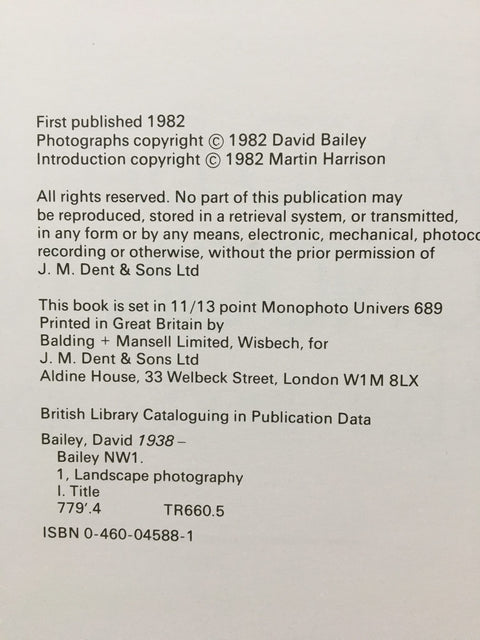 First published 1982
Photographs copyright © 1982 David Bailey
Introduction copyright © 1982 Martin Harrison
All rights reserved. No part of this publication may
be reproduced, stored in a retrieval system, or transmitted,
in any form or by any means, electronic, mechanical, photoc
recording or otherwise, without the prior permission of
J. M. Dent & Sons Ltd
This book is set in 11/13 point Monophoto Univers 689
Printed in Great Britain by
Balding + Mansell Limited, Wisbech, for
J. M. Dent & Sons Ltd
Aldine House, 33 Welbeck Street, London W1M 8LX
British Library Cataloguing in Publication Data
Bailey, David 1938–
Bailey NW1.
1, Landscape photography
I. Title
779'.4 TR660.5
ISBN 0-460-04588-1